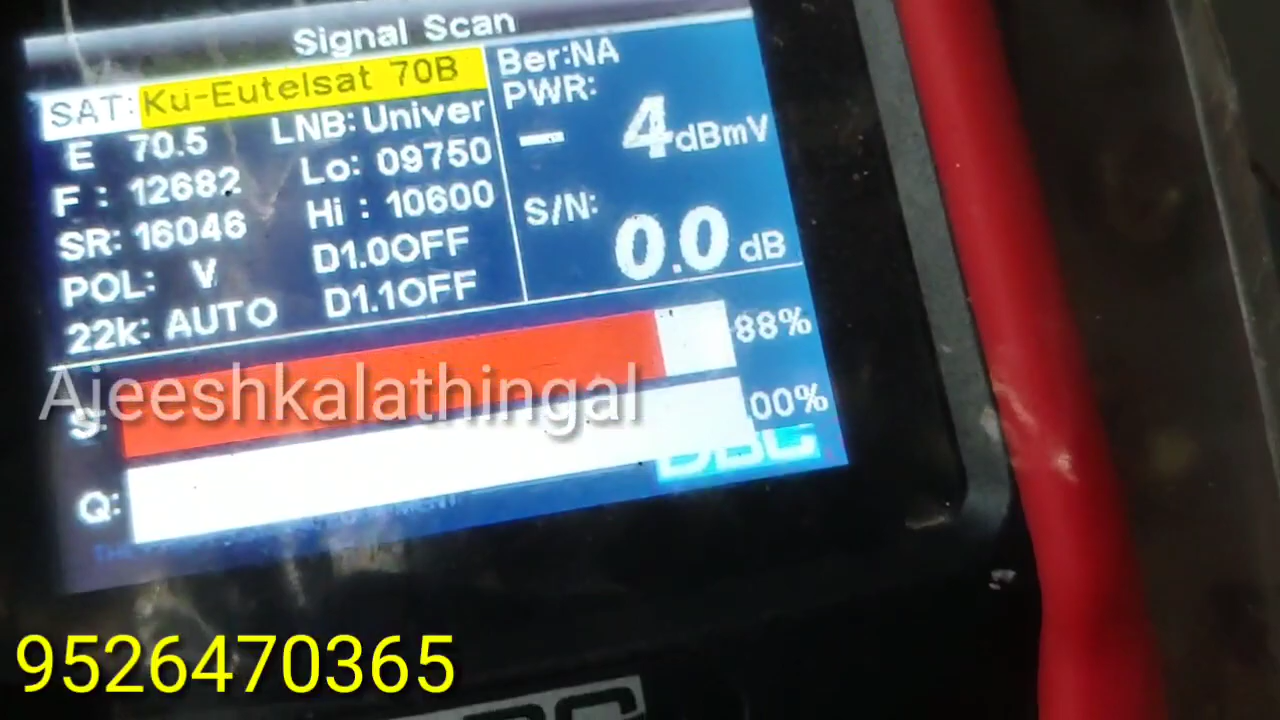 Signal Scan
SAT: Ku-Eutelsat 70B
E 70.5 LNB: Univer
F : 12682 Lo: 09750
SR: 16046 Hi : 10600
POL: V D1.0OFF
22k: AUTO D1.1OFF
Ber:NA
PWR:
- 4dBmV
S/N:
0.0 dB
S: 88%
Q: 00%
Ajeeshkalathingal
9526470365